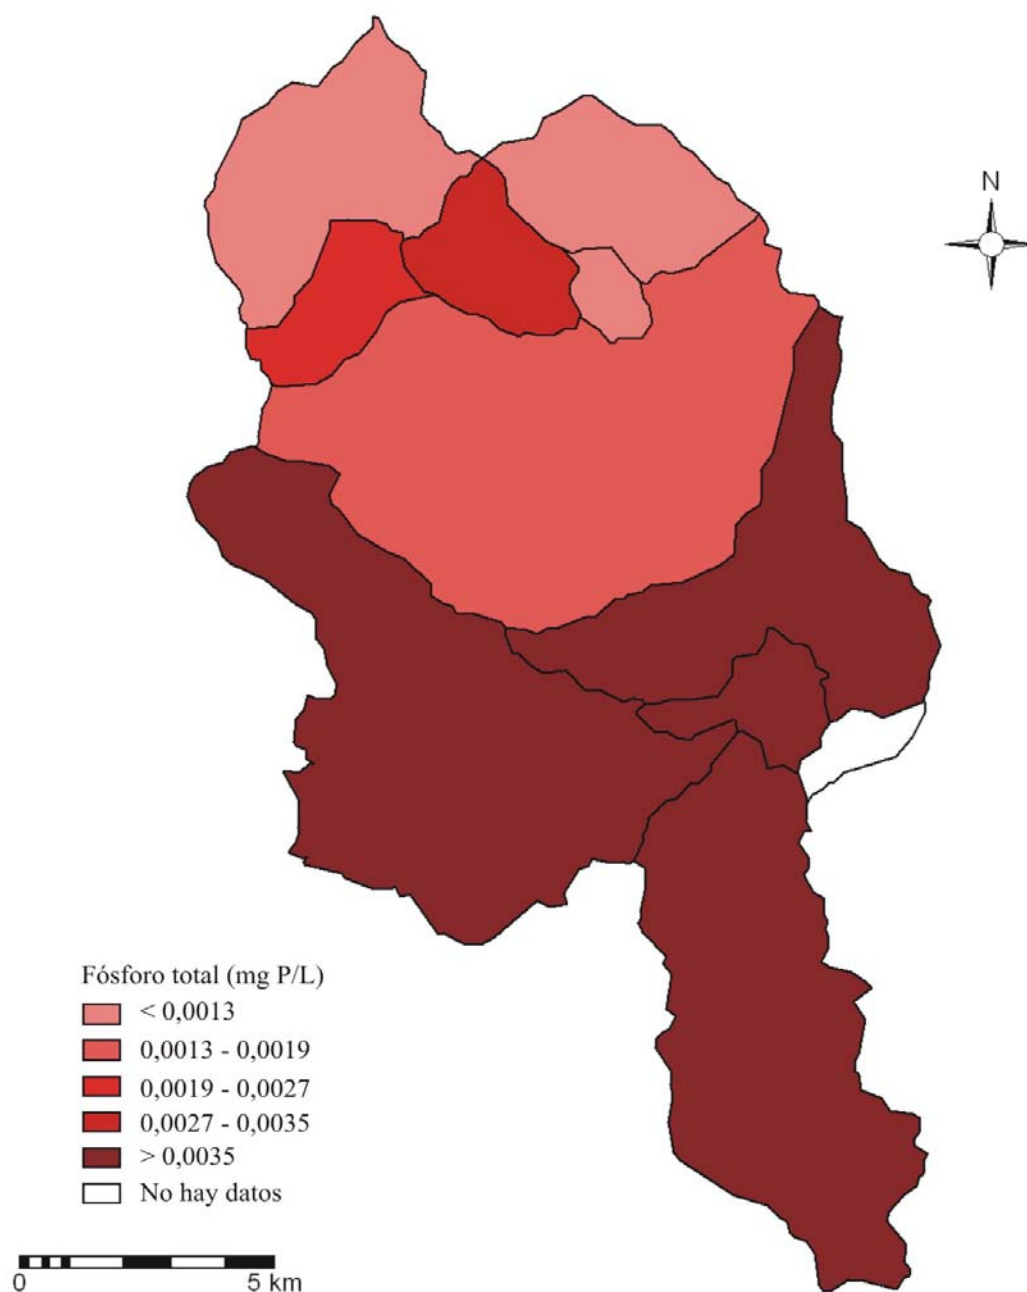 N
Fósforo total (mg P/L)
< 0,0013
0,0013 - 0,0019
0,0019 - 0,0027
0,0027 - 0,0035
> 0,0035
No hay datos
0 5 km